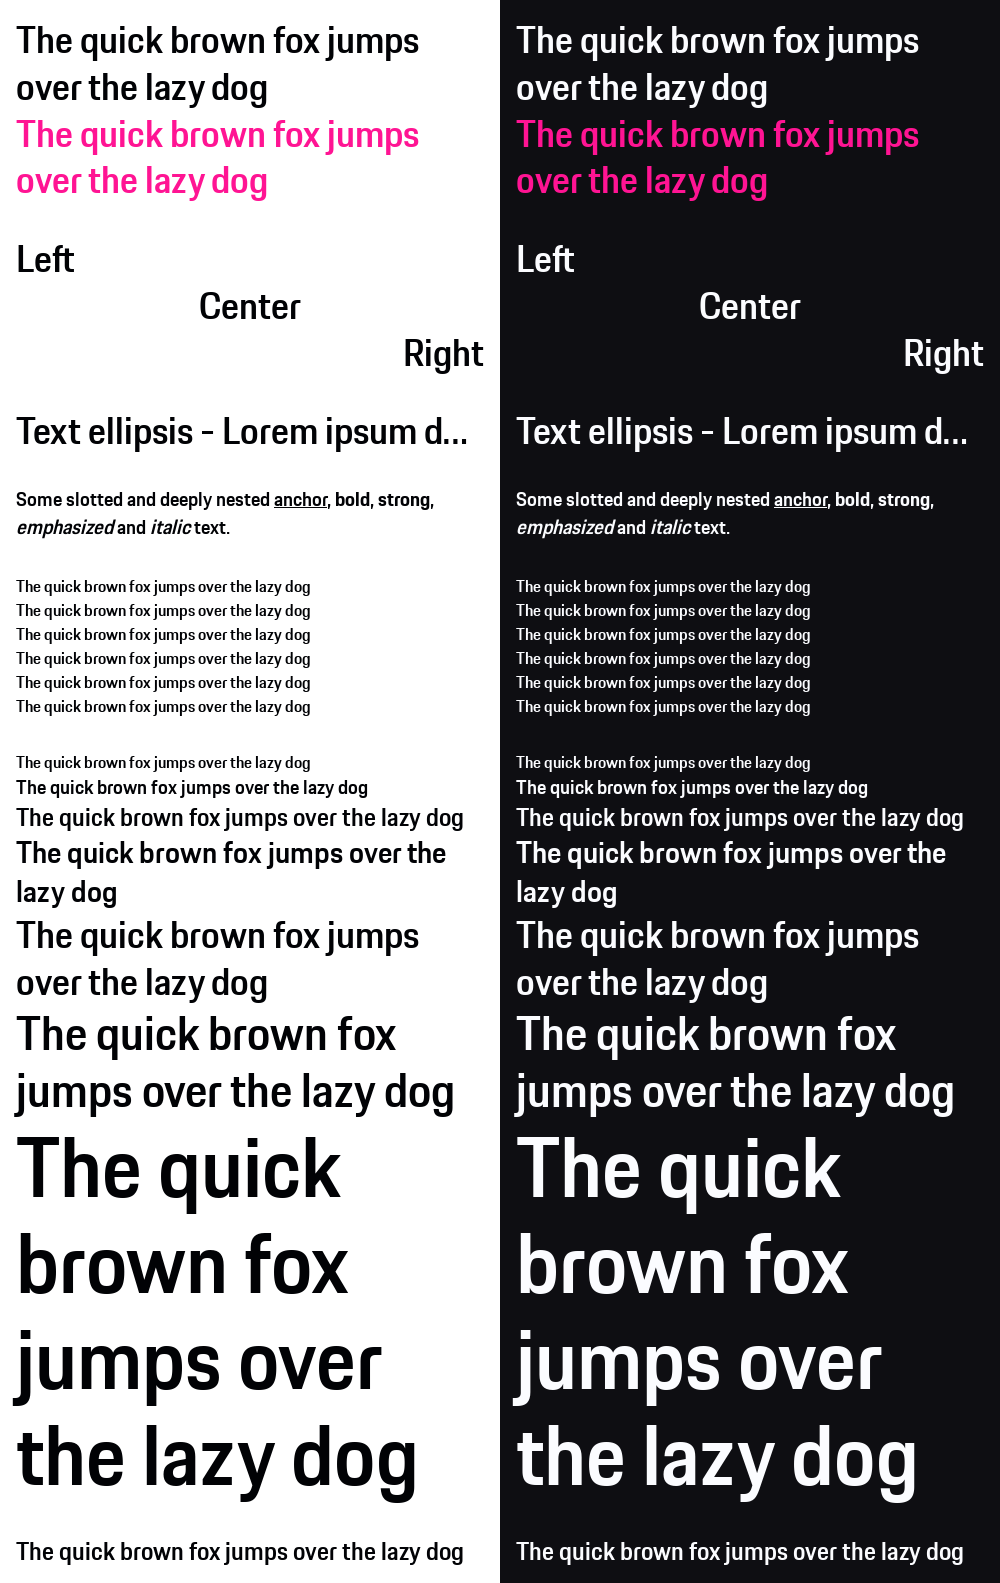 The quick brown fox jumps
over the lazy dog
The quick brown fox jumps
over the lazy dog
Left
Center
Right
Text ellipsis - Lorem ipsum d...
Some slotted and deeply nested anchor, bold, strong,
emphasized and italic text.
The quick brown fox jumps over the lazy dog
The quick brown fox jumps over the lazy dog
The quick brown fox jumps over the lazy dog
The quick brown fox jumps over the lazy dog
The quick brown fox jumps over the lazy dog
The quick brown fox jumps over the lazy dog
The quick brown fox jumps over the lazy dog
The quick brown fox jumps over the lazy dog
The quick brown fox jumps over the lazy dog
The quick brown fox jumps over the
lazy dog
The quick brown fox jumps
over the lazy dog
The quick brown fox
jumps over the lazy dog
The quick
brown fox
jumps over
the lazy dog
The quick brown fox jumps over the lazy dog
The quick brown fox jumps
over the lazy dog
The quick brown fox jumps
over the lazy dog
Left
Center
Right
Text ellipsis - Lorem ipsum d...
Some slotted and deeply nested anchor, bold, strong,
emphasized and italic text.
The quick brown fox jumps over the lazy dog
The quick brown fox jumps over the lazy dog
The quick brown fox jumps over the lazy dog
The quick brown fox jumps over the lazy dog
The quick brown fox jumps over the lazy dog
The quick brown fox jumps over the lazy dog
The quick brown fox jumps over the lazy dog
The quick brown fox jumps over the lazy dog
The quick brown fox jumps over the lazy dog
The quick brown fox jumps over the
lazy dog
The quick brown fox jumps
over the lazy dog
The quick brown fox
jumps over the lazy dog
The quick
brown fox
jumps over
the lazy dog
The quick brown fox jumps over the lazy dog